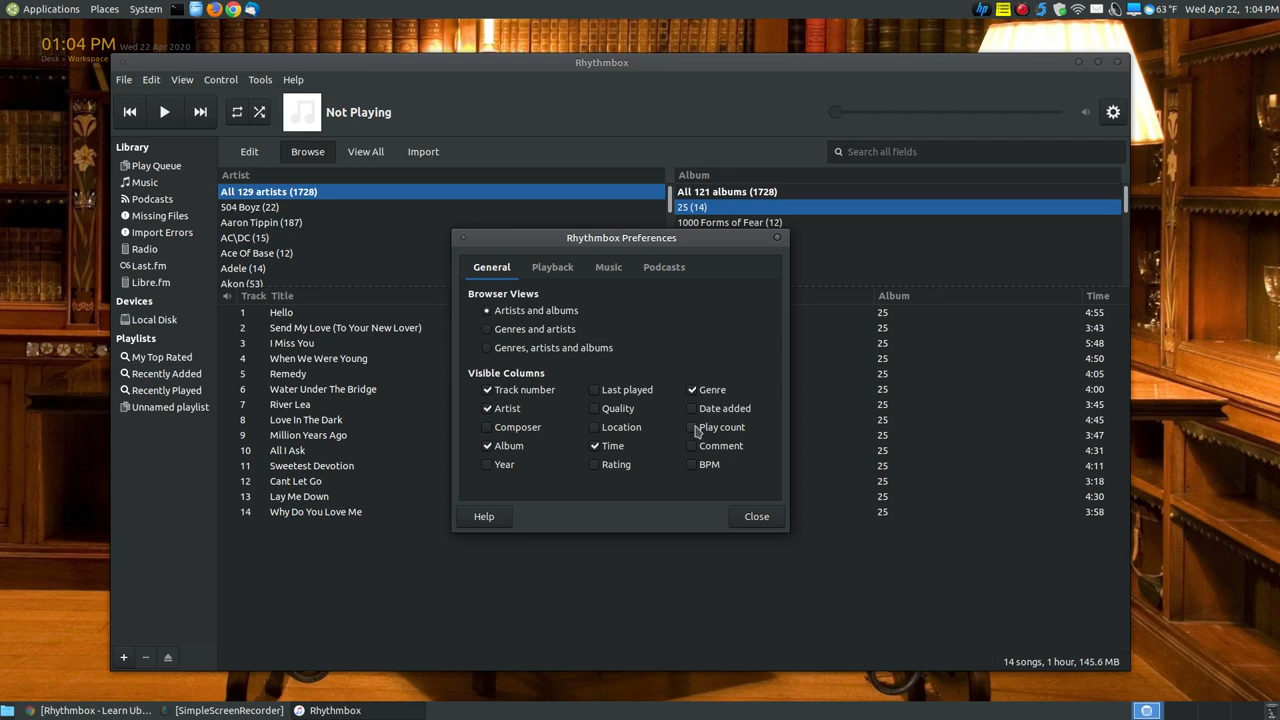 Applications Places System 63 °F Wed Apr 22, 1:04 PM
01:04 PM Wed 22 Apr 2020
Desk » Workspace
Rhythmbox
File Edit View Control Tools Help
Not Playing
Edit Browse View All Import Search all fields
Library
Play Queue
Music
Podcasts
Missing Files
Import Errors
Radio
Last.fm
Libre.fm
Devices
Local Disk
Playlists
My Top Rated
Recently Added
Recently Played
Unnamed playlist
Artist
All 129 artists (1728)
504 Boyz (22)
Aaron Tippin (187)
AC\DC (15)
Ace Of Base (12)
Adele (14)
Akon (53)
Album
All 121 albums (1728)
25 (14)
1000 Forms of Fear (12)
Track Title Album Time
1 Hello 25 4:55
2 Send My Love (To Your New Lover) 25 3:43
3 I Miss You 25 5:48
4 When We Were Young 25 4:50
5 Remedy 25 4:05
6 Water Under The Bridge 25 4:00
7 River Lea 25 3:45
8 Love In The Dark 25 4:45
9 Million Years Ago 25 3:47
10 All I Ask 25 4:31
11 Sweetest Devotion 25 4:11
12 Cant Let Go 25 3:18
13 Lay Me Down 25 4:30
14 Why Do You Love Me 25 3:58
Rhythmbox Preferences
General Playback Music Podcasts
Browser Views
Artists and albums
Genres and artists
Genres, artists and albums
Visible Columns
Track number Last played Genre
Artist Quality Date added
Composer Location Play count
Album Time Comment
Year Rating BPM
Help Close
14 songs, 1 hour, 145.6 MB
[Rhythmbox - Learn Ub... [SimpleScreenRecorder] Rhythmbox